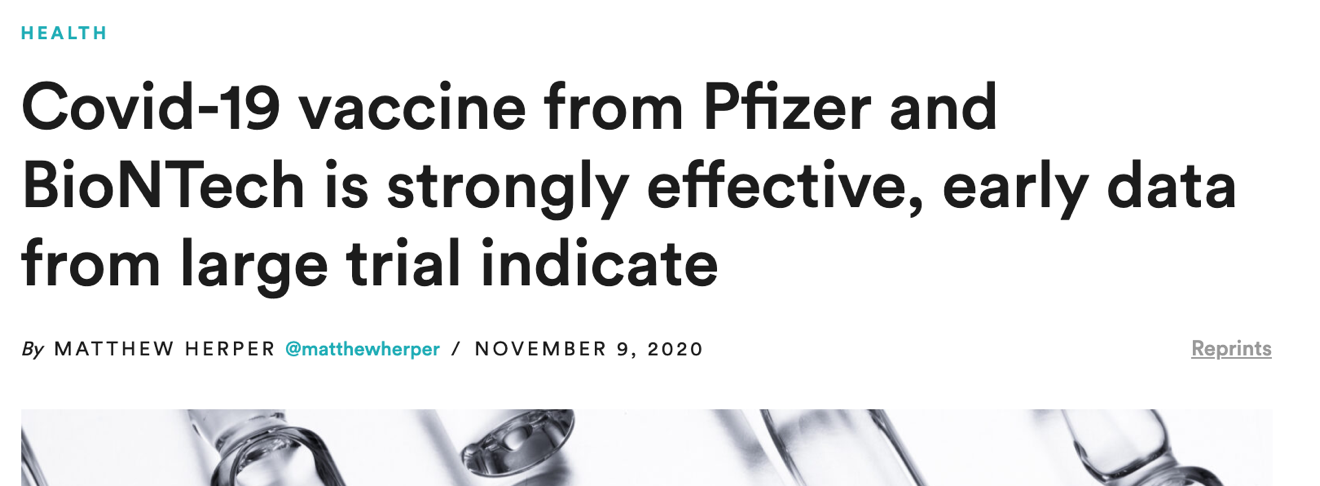 HEALTH
Covid-19 vaccine from Pfizer and
BioNTech is strongly effective, early data
from large trial indicate
By MATTHEW HERPER @matthewherper / NOVEMBER 9, 2020
Reprints